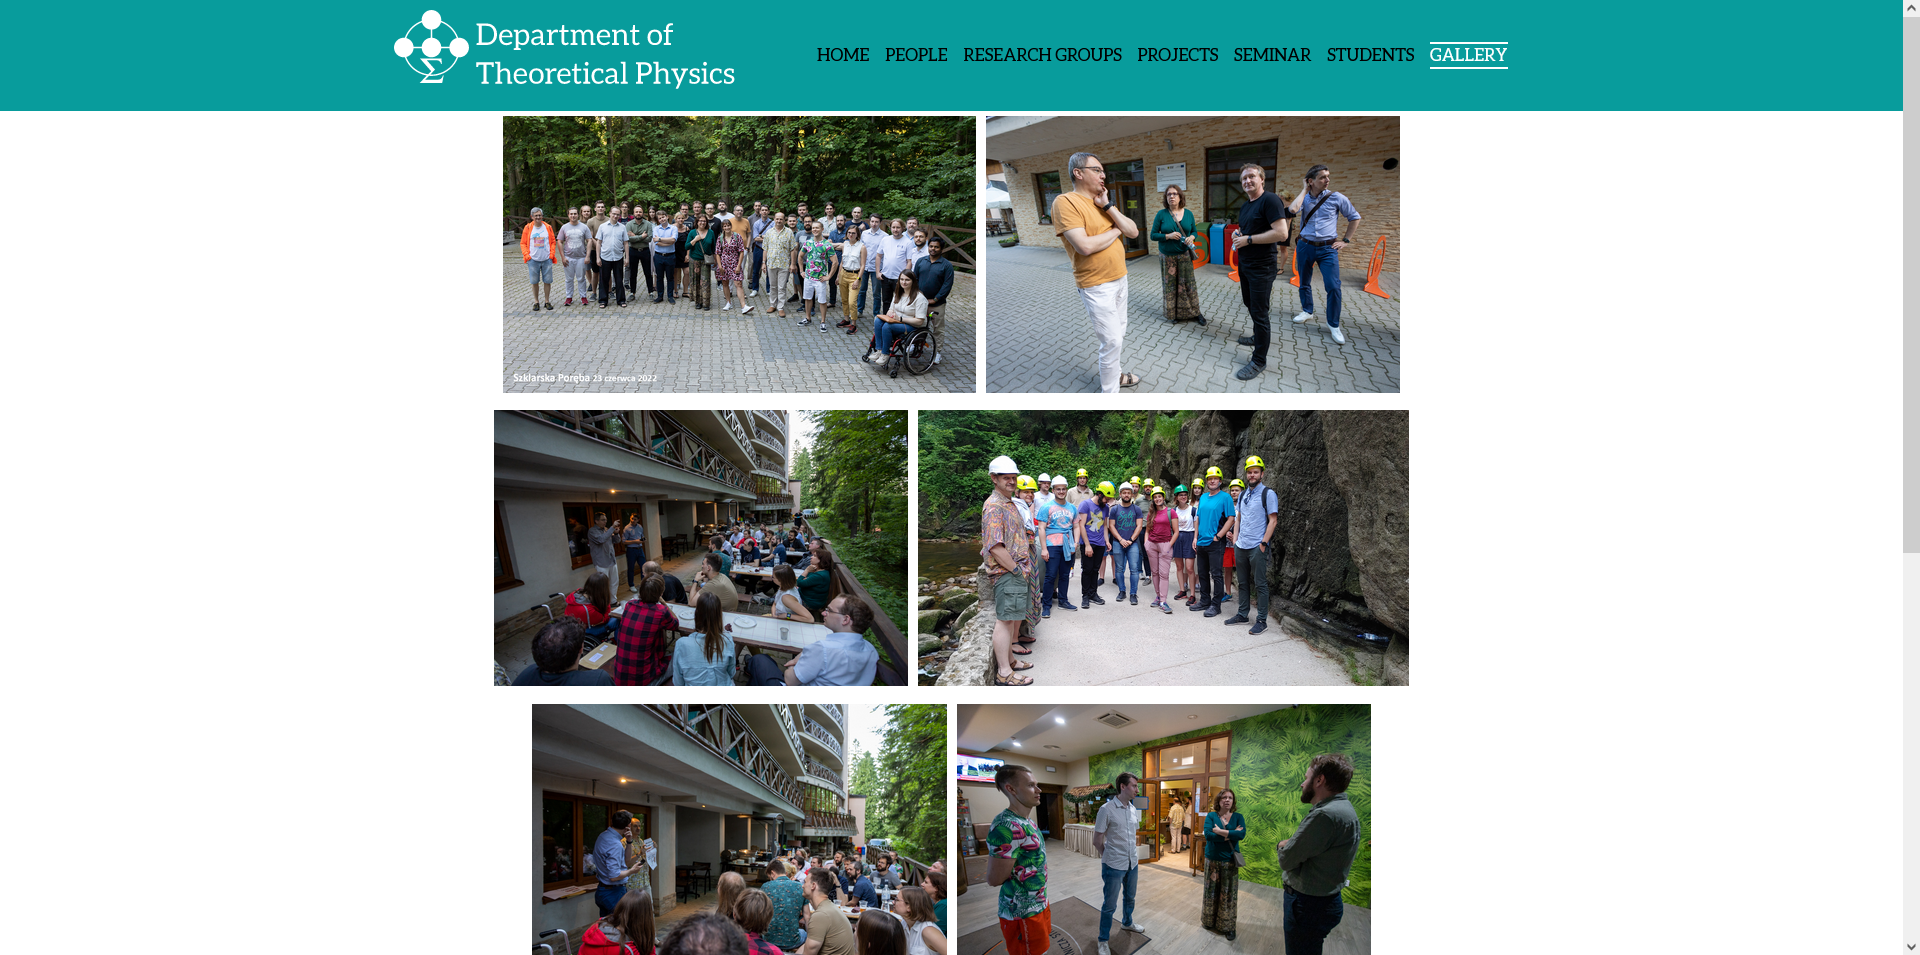 Department of
Theoretical Physics
HOME PEOPLE RESEARCH GROUPS PROJECTS SEMINAR STUDENTS GALLERY
Szklarska Poręba 23 czerwca 2022